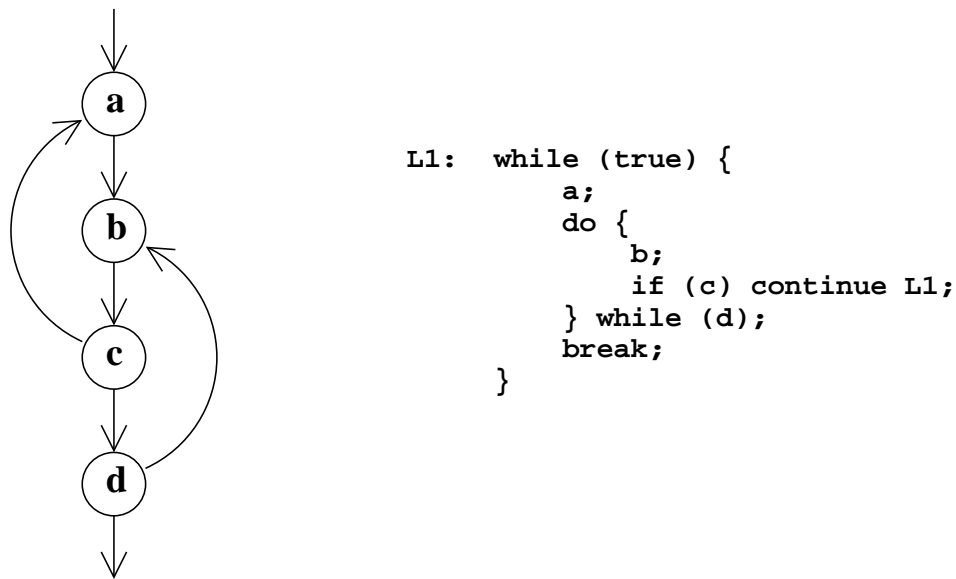 a
b
c
d
L1: while (true) {
a;
do {
b;
if (c) continue L1;
} while (d);
break;
}